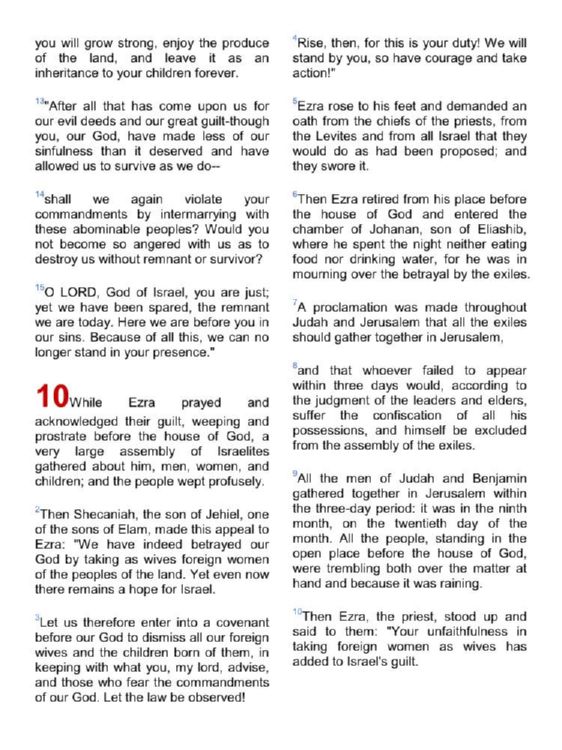 you will grow strong, enjoy the produce
of the land, and leave it as an
inheritance to your children forever.
13"After all that has come upon us for
our evil deeds and our great guilt-though
you, our God, have made less of our
sinfulness than it deserved and have
allowed us to survive as we do--
14shall we again violate your
commandments by intermarrying with
these abominable peoples? Would you
not become so angered with us as to
destroy us without remnant or survivor?
15O LORD, God of Israel, you are just;
yet we have been spared, the remnant
we are today. Here we are before you in
our sins. Because of all this, we can no
longer stand in your presence."
10While Ezra prayed and
acknowledged their guilt, weeping and
prostrate before the house of God, a
very large assembly of Israelites
gathered about him, men, women, and
children; and the people wept profusely.
2Then Shecaniah, the son of Jehiel, one
of the sons of Elam, made this appeal to
Ezra: "We have indeed betrayed our
God by taking as wives foreign women
of the peoples of the land. Yet even now
there remains a hope for Israel.
3Let us therefore enter into a covenant
before our God to dismiss all our foreign
wives and the children born of them, in
keeping with what you, my lord, advise,
and those who fear the commandments
of our God. Let the law be observed!
4Rise, then, for this is your duty! We will
stand by you, so have courage and take
action!"
5Ezra rose to his feet and demanded an
oath from the chiefs of the priests, from
the Levites and from all Israel that they
would do as had been proposed; and
they swore it.
6Then Ezra retired from his place before
the house of God and entered the
chamber of Johanan, son of Eliashib,
where he spent the night neither eating
food nor drinking water, for he was in
mourning over the betrayal by the exiles.
7A proclamation was made throughout
Judah and Jerusalem that all the exiles
should gather together in Jerusalem,
8and that whoever failed to appear
within three days would, according to
the judgment of the leaders and elders,
suffer the confiscation of all his
possessions, and himself be excluded
from the assembly of the exiles.
9All the men of Judah and Benjamin
gathered together in Jerusalem within
the three-day period: it was in the ninth
month, on the twentieth day of the
month. All the people, standing in the
open place before the house of God,
were trembling both over the matter at
hand and because it was raining.
10Then Ezra, the priest, stood up and
said to them: "Your unfaithfulness in
taking foreign women as wives has
added to Israel's guilt.